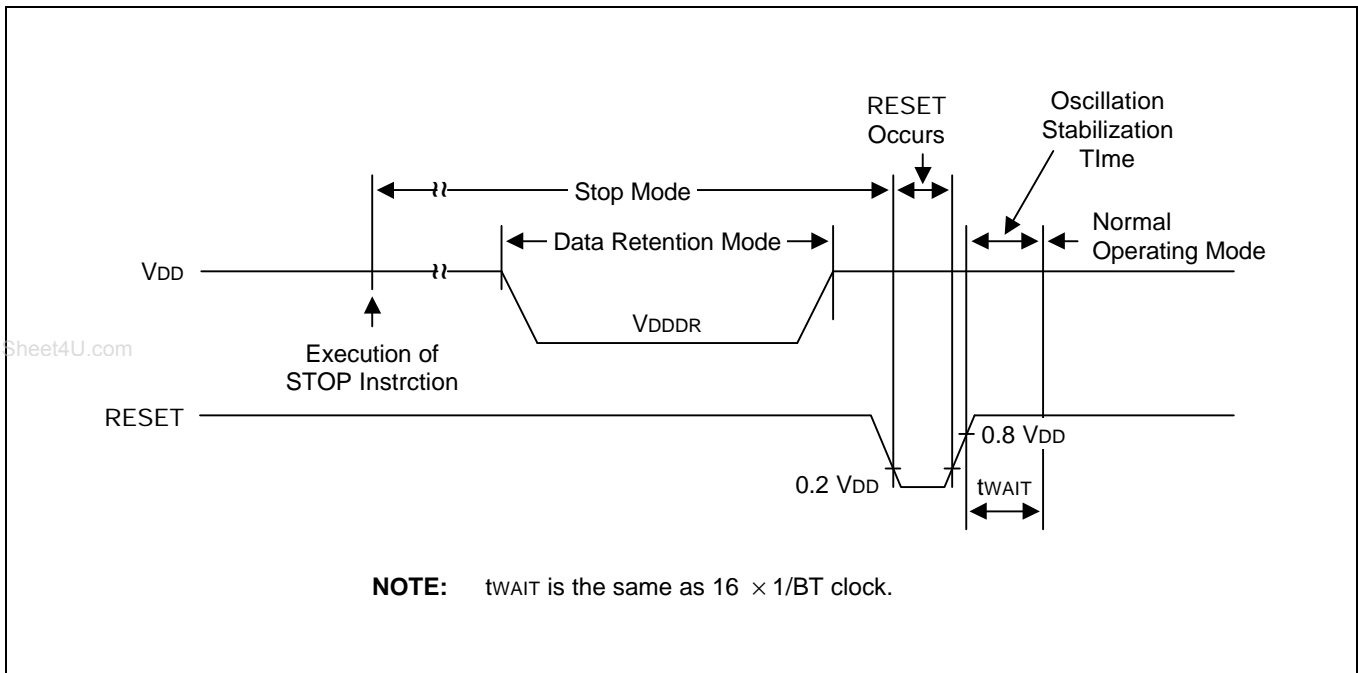 RESET
Occurs
Oscillation
Stabilization
TIme
Stop Mode
Data Retention Mode
Normal
Operating Mode
VDD
VDDDR
Sheet4U.com
Execution of
STOP Instrction
RESET
0.8 VDD
0.2 VDD
tWAIT
NOTE: tWAIT is the same as 16 × 1/BT clock.